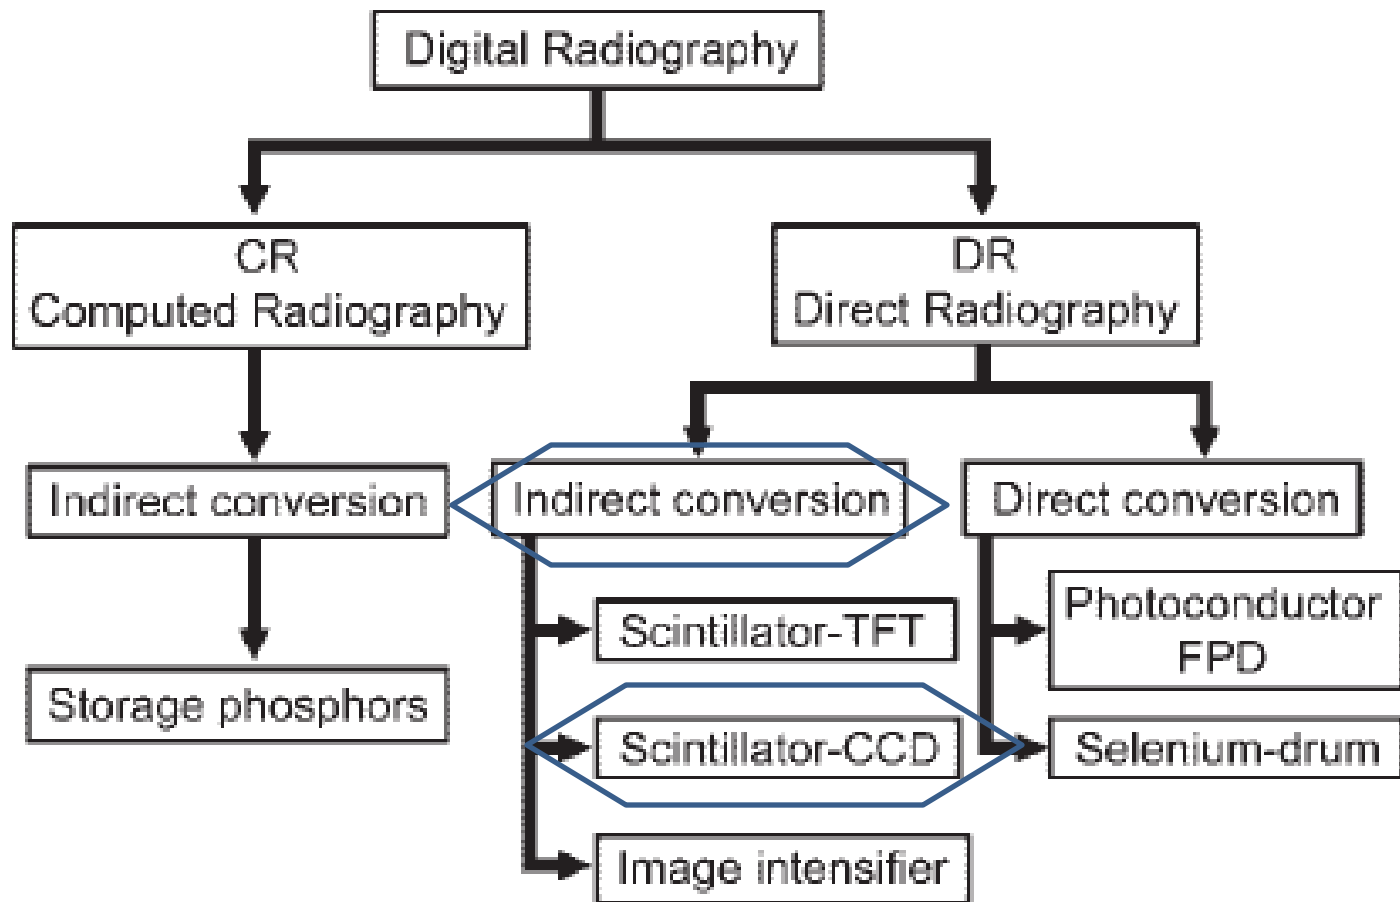 Digital Radiography
CR
Computed Radiography
DR
Direct Radiography
Indirect conversion
Indirect conversion
Direct conversion
Storage phosphors
Scintillator-TFT
Scintillator-CCD
Image intensifier
Photoconductor
FPD
Selenium-drum